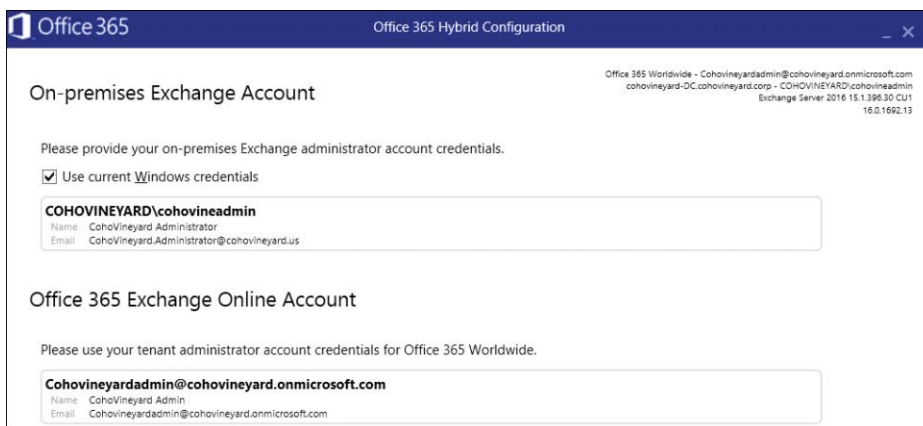 Office 365
Office 365 Hybrid Configuration
Office 365 Worldwide - Cohovineyardadmin@cohovineyard.onmicrosoft.com
cohovineyard-DC.cohovineyard.corp - COHOVINEYARD\cohovineadmin
Exchange Server 2016 15.1.396.30 CU1
16.0.1692.13
On-premises Exchange Account
Please provide your on-premises Exchange administrator account credentials.
Use current Windows credentials
COHOVINEYARD\cohovineadmin
Name CohoVineyard Administrator
Email CohoVineyard.Administrator@cohovineyard.us
Office 365 Exchange Online Account
Please use your tenant administrator account credentials for Office 365 Worldwide.
Cohovineyardadmin@cohovineyard.onmicrosoft.com
Name CohoVineyard Admin
Email Cohovineyardadmin@cohovineyard.onmicrosoft.com